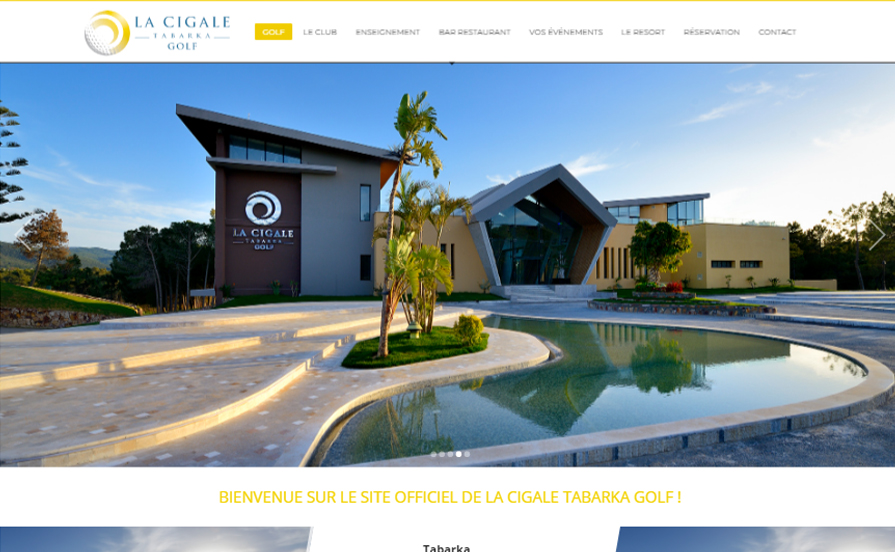 LA CIGALE
TABARKA
GOLF
GOLF LE CLUB ENSEIGNEMENT BAR RESTAURANT VOS ÉVÉNEMENTS LE RESORT RÉSERVATION CONTACT
LA CIGALE
TABARKA
GOLF
BIENVENUE SUR LE SITE OFFICIEL DE LA CIGALE TABARKA GOLF !
Tabarka